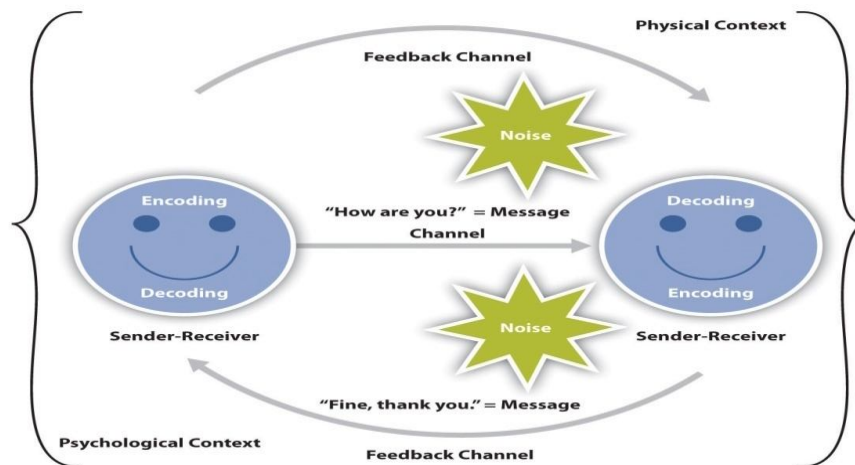 Physical Context
Feedback Channel
Noise
Encoding
Decoding
“How are you?” = Message
Channel
Decoding
Encoding
Noise
Sender-Receiver
Sender-Receiver
“Fine, thank you.” = Message
Psychological Context
Feedback Channel